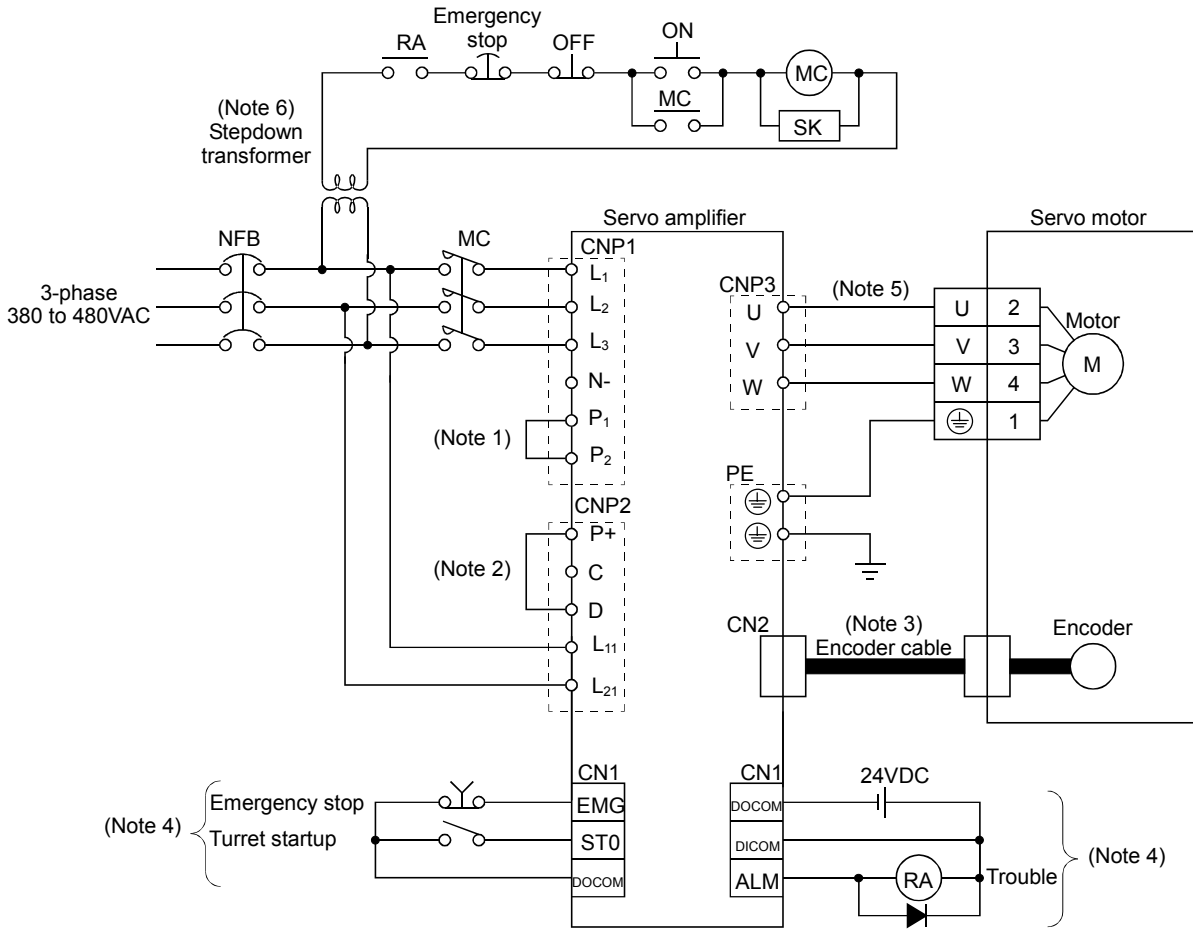 Emergency
stop
RA
OFF
ON
MC
MC
SK
(Note 6)
Stepdown
transformer
Servo amplifier
Servo motor
NFB
MC
CNP1
3-phase
380 to 480VAC
L₁
L₂
L₃
N-
P₁
P₂
(Note 1)
CNP3
U
V
W
(Note 5)
U 2
V 3
W 4
1
Motor
M
PE
CNP2
P+
C
D
L₁₁
L₂₁
(Note 2)
CN2
(Note 3)
Encoder cable
Encoder
CN1
(Note 4)
Emergency stop
Turret startup
EMG
ST0
DOCOM
CN1
24VDC
DOCOM
DICOM
ALM
RA
Trouble
(Note 4)